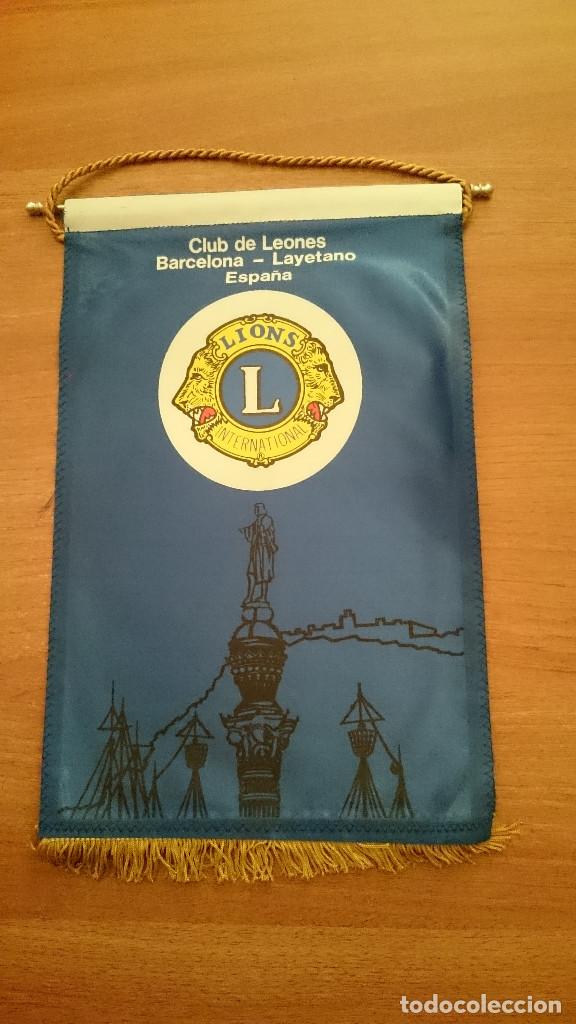 Club de Leones
Barcelona - Layetano
España
LIONS
L
INTERNATIONAL
todocoleccion